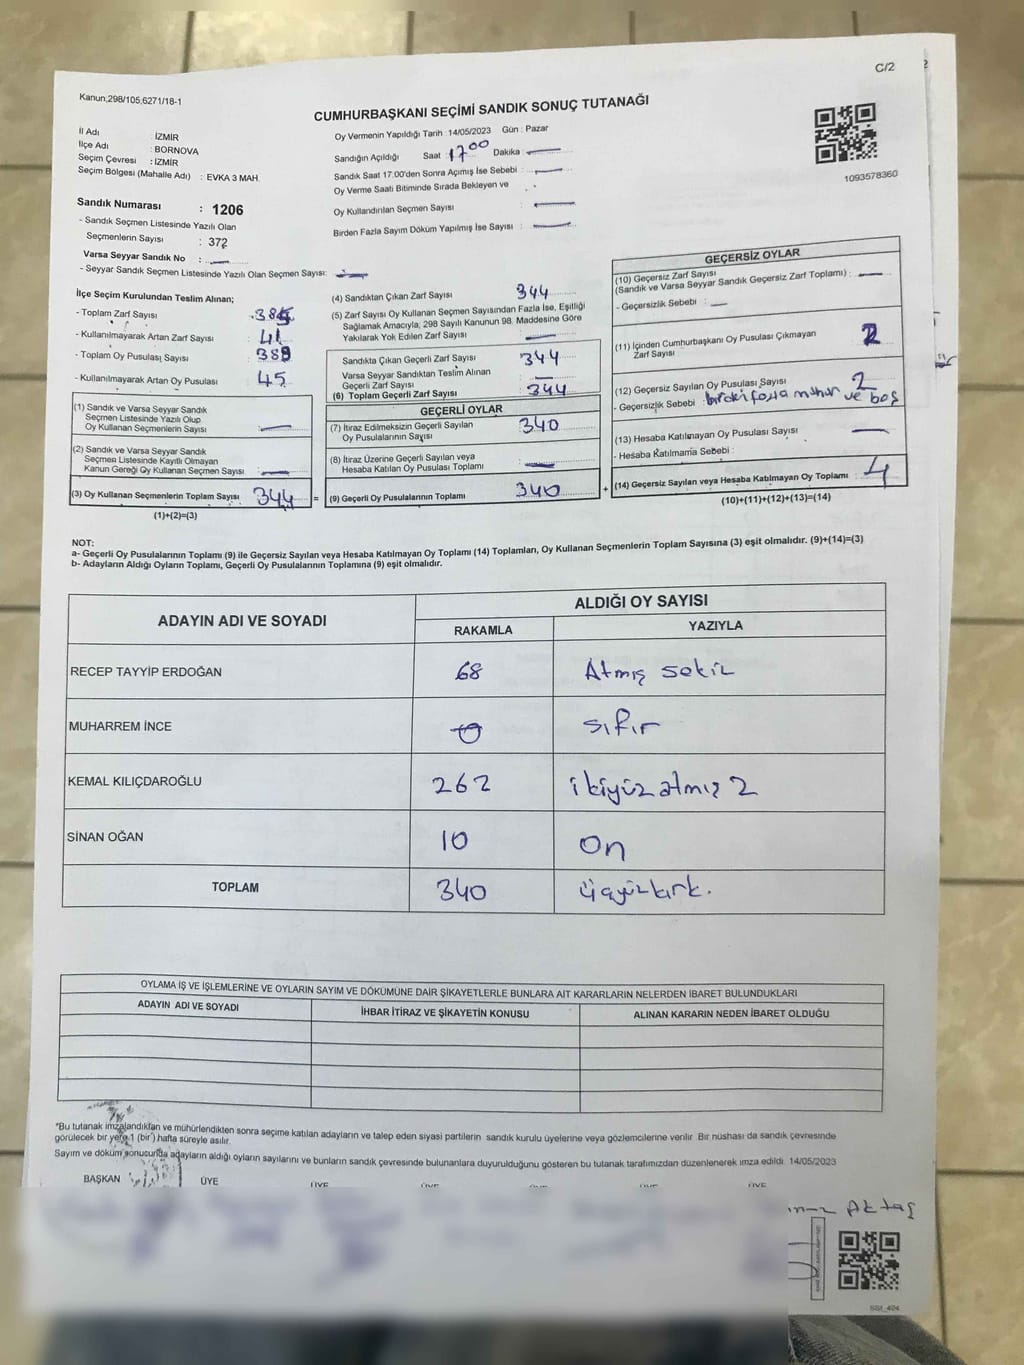 C/2
Kanun;298/105,6271/18-1
CUMHURBAŞKANI SEÇİMİ SANDIK SONUÇ TUTANAĞI
İl Adı : İZMİR
İlçe Adı : BORNOVA
Seçim Çevresi : İZMİR
Seçim Bölgesi (Mahalle Adı) : EVKA 3 MAH.
Oy Vermenin Yapıldığı Tarih : 14/05/2023 Gün : Pazar
Sandığın Açıldığı Saat : 17 00 Dakika :
Sandık Saat 17:00'den Sonra Açımış İse Sebebi :
Oy Verme Saati Bitiminde Sırada Bekleyen ve
Oy Kullandırılan Seçmen Sayısı :
Birden Fazla Sayım Döküm Yapılmış İse Sayısı :
1093578360
Sandık Numarası : 1206
- Sandık Seçmen Listesinde Yazılı Olan
Seçmenlerin Sayısı : 372
Varsa Seyyar Sandık No :
- Seyyar Sandık Seçmen Listesinde Yazılı Olan Seçmen Sayısı:
İlçe Seçim Kurulundan Teslim Alınan;
- Toplam Zarf Sayısı : 385
- Kullanılmayarak Artan Zarf Sayısı : 41
- Toplam Oy Pusulası Sayısı : 389
- Kullanılmayarak Artan Oy Pusulası : 45
(1) Sandık ve Varsa Seyyar Sandık
Seçmen Listesinde Yazılı Olup
Oy Kullanan Seçmenlerin Sayısı
(2) Sandık ve Varsa Seyyar Sandık
Seçmen Listesinde Kayıtlı Olmayan
Kanun Gereği Oy Kullanan Seçmen Sayısı
(3) Oy Kullanan Seçmenlerin Toplam Sayısı 344 =
(1)+(2)=(3)
(4) Sandıktan Çıkan Zarf Sayısı 344
(5) Zarf Sayısı Oy Kullanan Seçmen Sayısından Fazla İse, Eşitliği
Sağlamak Amacıyla; 298 Sayılı Kanunun 98. Maddesine Göre
Yakılarak Yok Edilen Zarf Sayısı
Sandıkta Çıkan Geçerli Zarf Sayısı 344
Varsa Seyyar Sandıktan Teslim Alınan
Geçerli Zarf Sayısı
(6) Toplam Geçerli Zarf Sayısı 344
GEÇERLİ OYLAR
(7) İtiraz Edilmeksizin Geçerli Sayılan
Oy Pusulalarının Sayısı 340
(8) İtiraz Üzerine Geçerli Sayılan veya
Hesaba Katılan Oy Pusulası Toplamı
(9) Geçerli Oy Pusulalarının Toplamı 340 +
GEÇERSİZ OYLAR
(10) Geçersiz Zarf Sayısı
(Sandık ve Varsa Seyyar Sandık Geçersiz Zarf Toplamı) :
- Geçersizlik Sebebi :
(11) İçinden Cumhurbaşkanı Oy Pusulası Çıkmayan
Zarf Sayısı 2
(12) Geçersiz Sayılan Oy Pusulası Sayısı 2
- Geçersizlik Sebebi : birden fazla mühür ve boş
(13) Hesaba Katılmayan Oy Pusulası Sayısı
- Hesaba Katılmama Sebebi :
(14) Geçersiz Sayılan veya Hesaba Katılmayan Oy Toplamı 4
(10)+(11)+(12)+(13)=(14)
NOT:
a- Geçerli Oy Pusulalarının Toplamı (9) ile Geçersiz Sayılan veya Hesaba Katılmayan Oy Toplamı (14) Toplamları, Oy Kullanan Seçmenlerin Toplam Sayısına (3) eşit olmalıdır. (9)+(14)=(3)
b- Adayların Aldığı Oyların Toplamı, Geçerli Oy Pusulalarının Toplamına (9) eşit olmalıdır.
ADAYIN ADI VE SOYADI
ALDIĞI OY SAYISI
RAKAMLA YAZIYLA
RECEP TAYYİP ERDOĞAN 68 Atmış sekiz
MUHARREM İNCE 0 sıfır
KEMAL KILIÇDAROĞLU 262 ikiyüz atmış 2
SİNAN OĞAN 10 on
TOPLAM 340 üçyüzkırk.
OYLAMA İŞ VE İŞLEMLERİNE VE OYLARIN SAYIM VE DÖKÜMÜNE DAİR ŞİKAYETLERLE BUNLARA AİT KARARLARIN NELERDEN İBARET BULUNDUKLARI
ADAYIN ADI VE SOYADI İHBAR İTİRAZ VE ŞİKAYETİN KONUSU ALINAN KARARIN NEDEN İBARET OLDUĞU
*Bu tutanak imzalandıktan ve mühürlendikten sonra seçime katılan adayların ve talep eden siyasi partilerin sandık kurulu üyelerine veya gözlemcilerine verilir. Bir nüshası da sandık çevresinde
görülecek bir yere 1 (bir) hafta süreyle asılır.
Sayım ve döküm sonucunda adayların aldığı oyların sayılarını ve bunların sandık çevresinde bulunanlara duyurulduğunu gösteren bu tutanak tarafımızdan düzenlenerek imza edildi. 14/05/2023
BAŞKAN ÜYE ÜYE ÜYE ÜYE ÜYE ÜYE
Aktaş